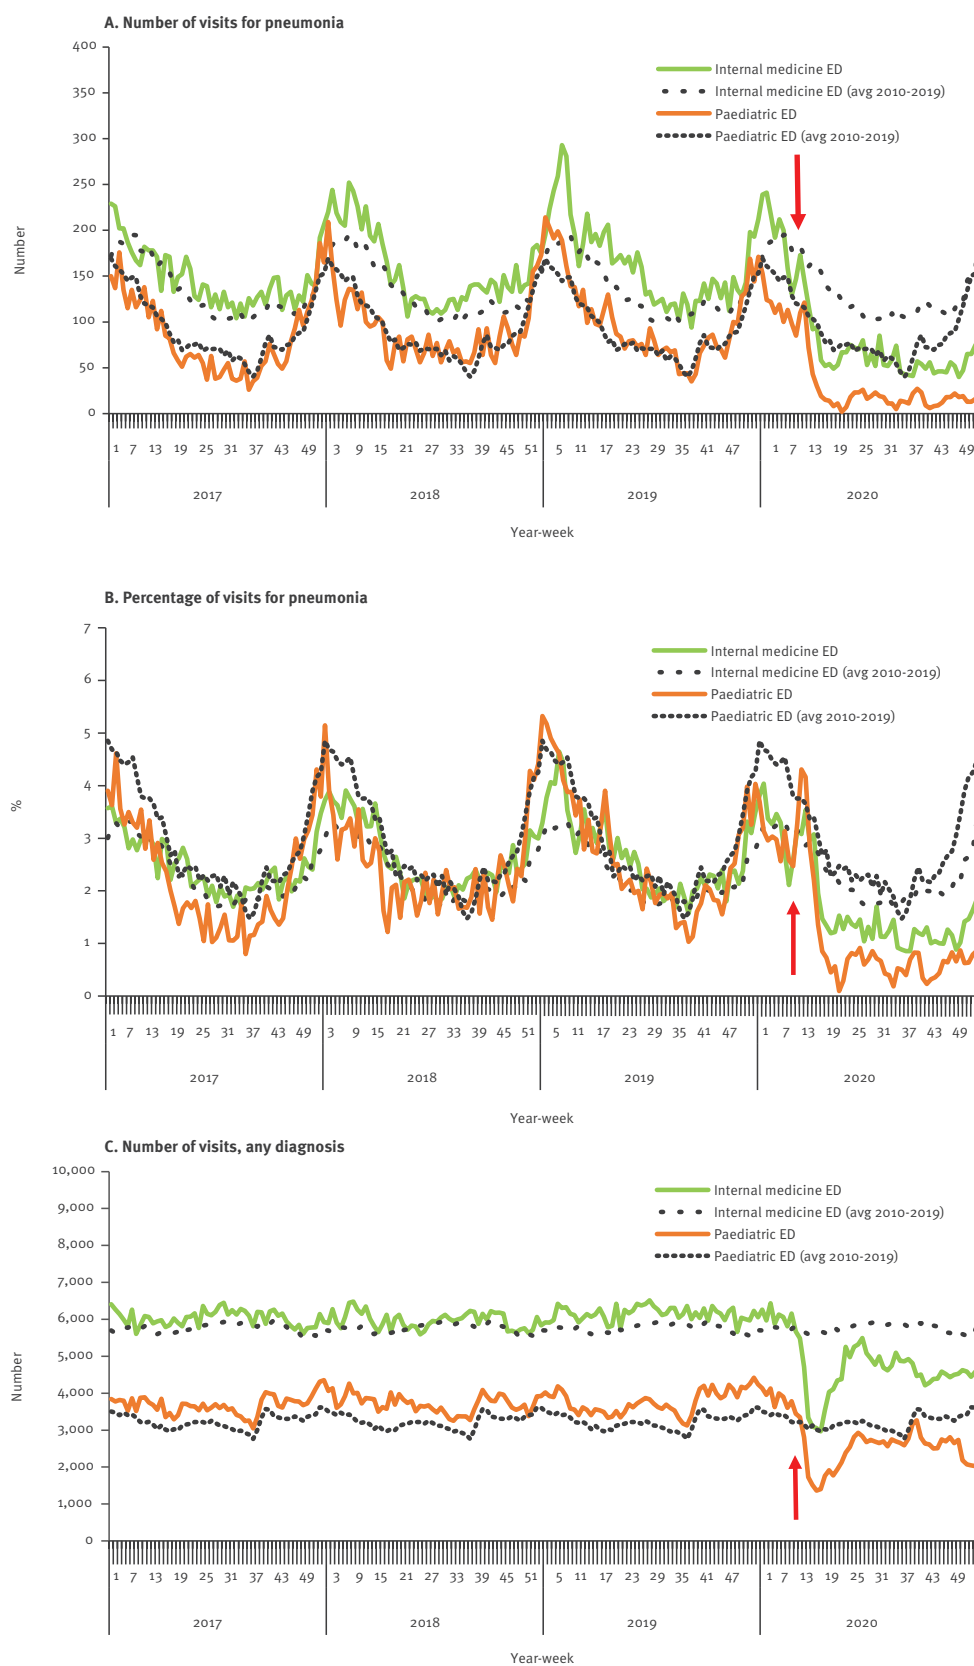 A. Number of visits for pneumonia
400
350
300
250
200
150
100
50
0
Number
Internal medicine ED
Internal medicine ED (avg 2010-2019)
Paediatric ED
Paediatric ED (avg 2010-2019)
1 7 13 19 25 31 37 43 49 3 9 15 21 27 33 39 45 51 5 11 17 23 29 35 41 47 1 7 13 19 25 31 37 43 49
2017 2018 2019 2020
Year-week
B. Percentage of visits for pneumonia
7
6
5
4
3
2
1
0
%
Internal medicine ED
Internal medicine ED (avg 2010-2019)
Paediatric ED
Paediatric ED (avg 2010-2019)
1 7 13 19 25 31 37 43 49 3 9 15 21 27 33 39 45 51 5 11 17 23 29 35 41 47 1 7 13 19 25 31 37 43 49
2017 2018 2019 2020
Year-week
C. Number of visits, any diagnosis
10,000
9,000
8,000
7,000
6,000
5,000
4,000
3,000
2,000
1,000
0
Number
Internal medicine ED
Internal medicine ED (avg 2010-2019)
Paediatric ED
Paediatric ED (avg 2010-2019)
1 7 13 19 25 31 37 43 49 3 9 15 21 27 33 39 45 51 5 11 17 23 29 35 41 47 1 7 13 19 25 31 37 43 49
2017 2018 2019 2020
Year-week